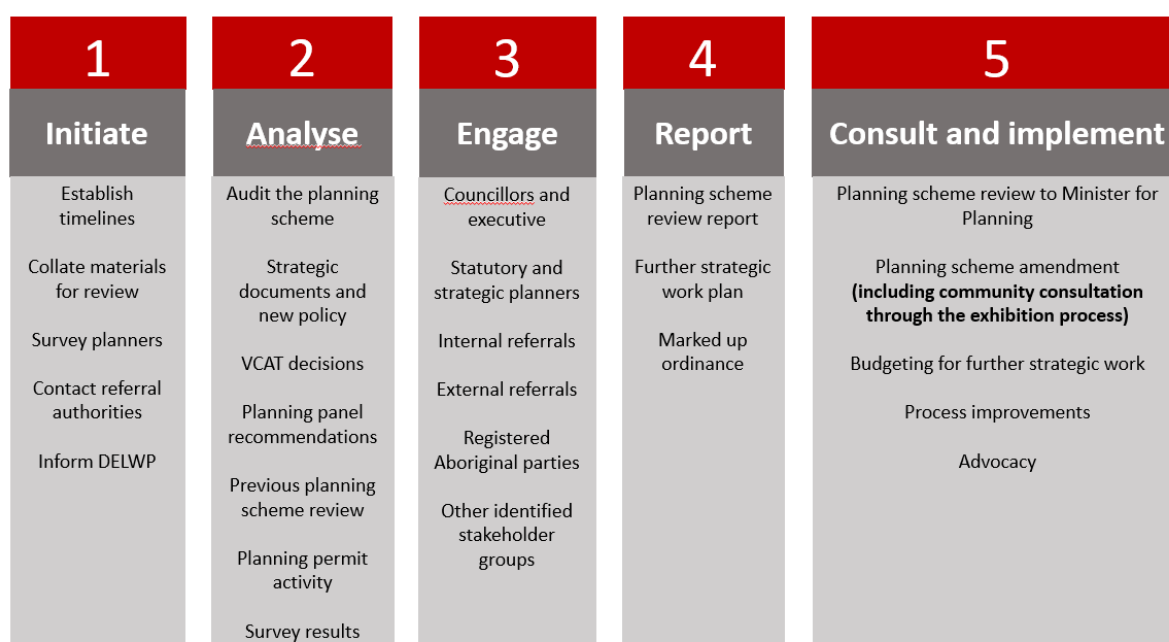 1
Initiate
Establish
timelines
Collate materials
for review
Survey planners
Contact referral
authorities
Inform DELWP
2
Analyse
Audit the planning
scheme
Strategic
documents and
new policy
VCAT decisions
Planning panel
recommendations
Previous planning
scheme review
Planning permit
activity
Survey results
3
Engage
Councillors and
executive
Statutory and
strategic planners
Internal referrals
External referrals
Registered
Aboriginal parties
Other identified
stakeholder
groups
4
Report
Planning scheme
review report
Further strategic
work plan
Marked up
ordinance
5
Consult and implement
Planning scheme review to Minister for
Planning
Planning scheme amendment
(including community consultation
through the exhibition process)
Budgeting for further strategic work
Process improvements
Advocacy